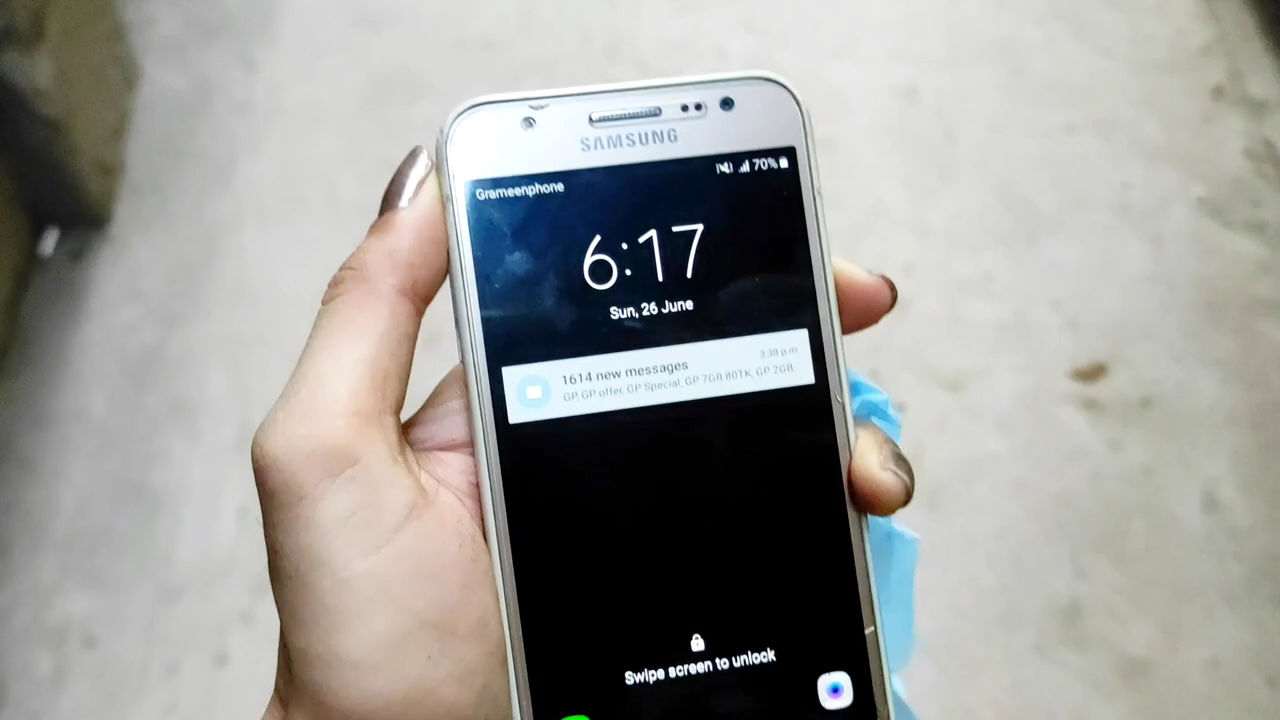 SAMSUNG
70%
Grameenphone
6:17
Sun, 26 June
1614 new messages 3:38 p.m
GP, GP offer, GP Special, GP 7GB 80TK, GP 2GB
Swipe screen to unlock